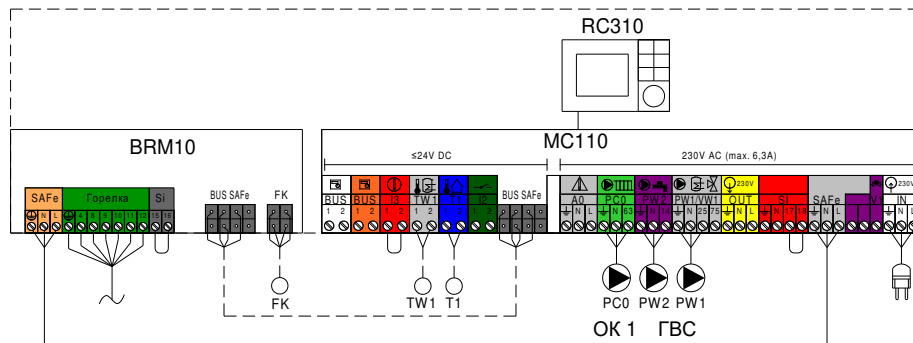 RC310
BRM10
MC110
≤24V DC
230V AC (max. 6,3A)
SAFe
Горелка
Si
BUS SAFe
FK
BUS
BUS
I3
TW1
T1
I2
BUS SAFe
A0
PC0
PW2
PW1/VW1
230V
OUT
SI
SAFe
V1
IN
N L
4 8 9 10 11 12
15 16
1 2
1 2
1 2
1 2
1 2
1 2
N L
N 63
N 14
N 25 75
N L
17 18
N L
N L
FK
TW1
T1
PC0
PW2
PW1
ОК 1
ГВС